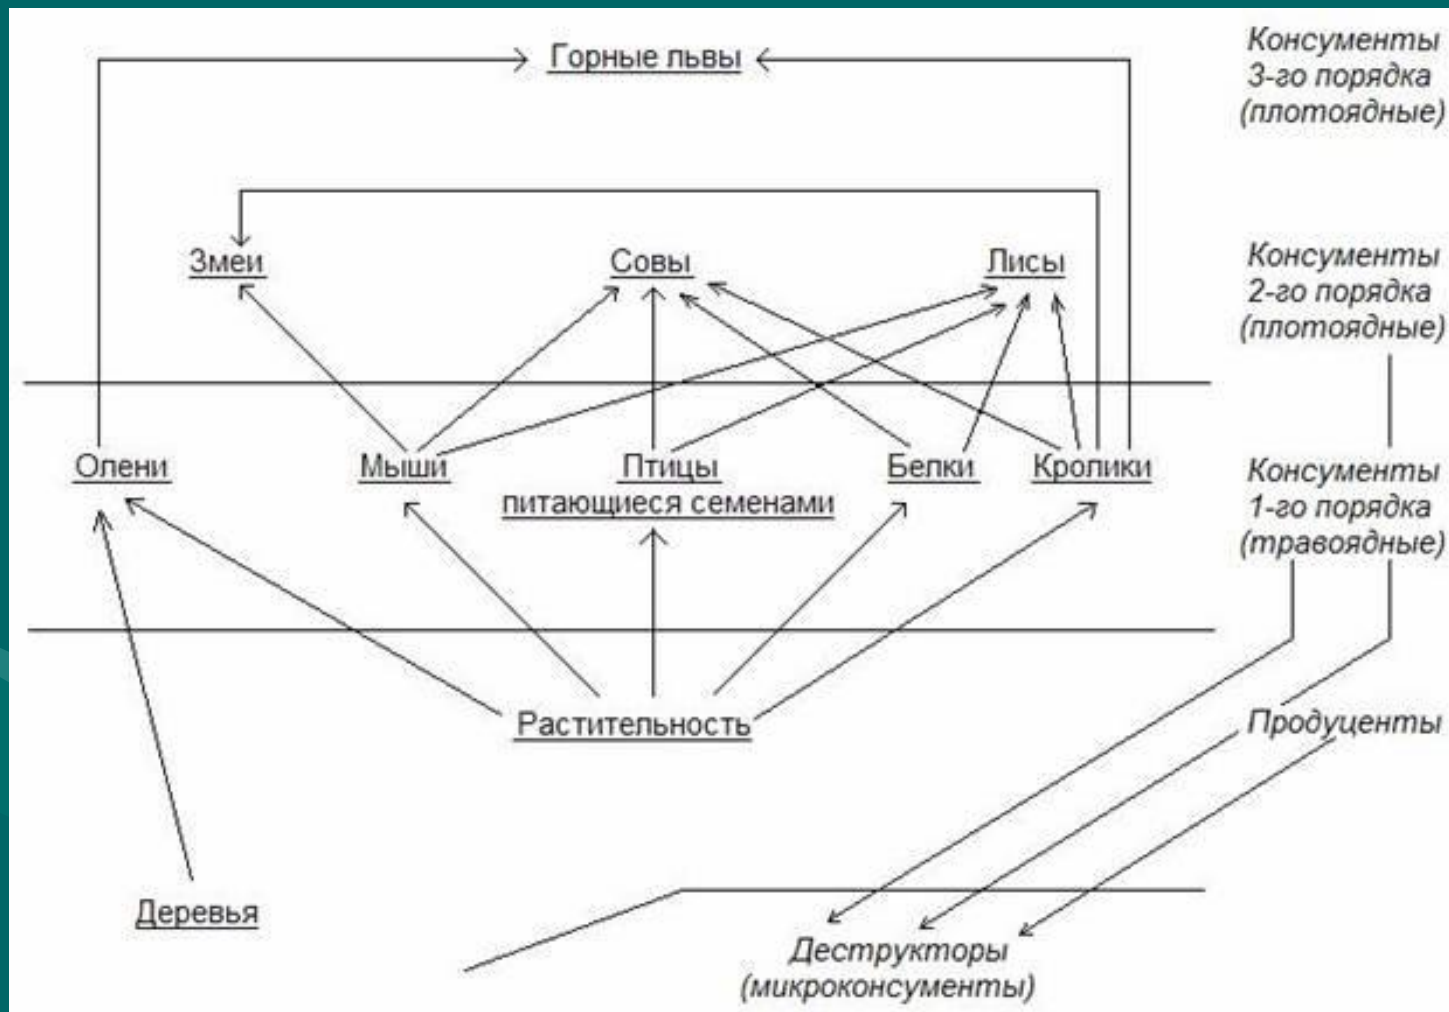 Горные львы
Консументы
3-го порядка
(плотоядные)
Змеи
Совы
Лисы
Консументы
2-го порядка
(плотоядные)
Олени
Мыши
Птицы
питающиеся семенами
Белки
Кролики
Консументы
1-го порядка
(травоядные)
Растительность
Продуценты
Деревья
Деструкторы
(микроконсументы)